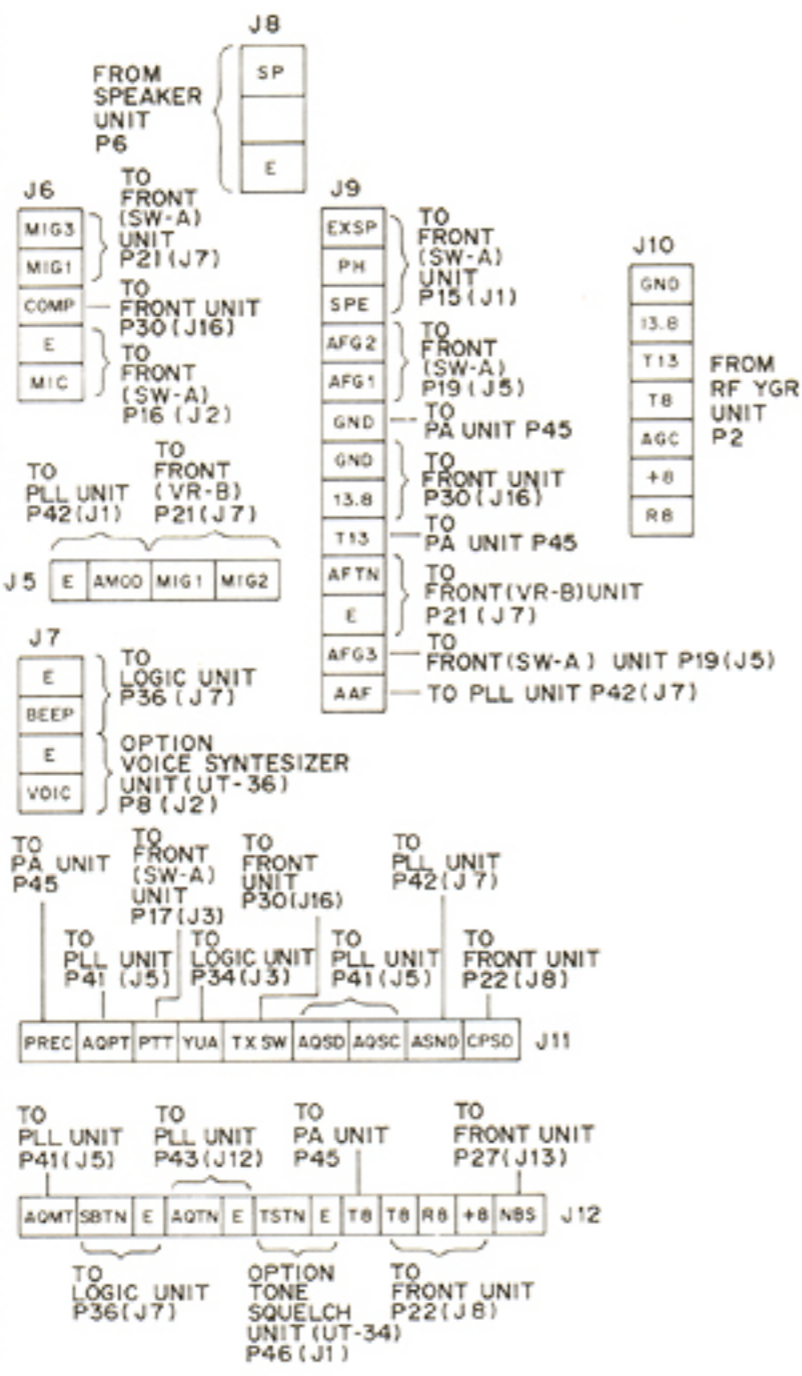 J8
FROM
SPEAKER
UNIT
P6
SP
E
J6
MIG3
MIG1
COMP
E
MIC
TO
FRONT
(SW-A)
UNIT
P21(J7)
TO
FRONT UNIT
P30(J16)
TO
FRONT
(SW-A)
P16 (J2)
J9
EXSP
PH
SPE
AFG2
AFG1
GND
GND
13.8
T13
AFTN
E
AFG3
AAF
TO
FRONT
(SW-A)
UNIT
P15(J1)
TO
FRONT
(SW-A)
P19(J5)
TO
PA UNIT P45
TO
FRONT UNIT
P30(J16)
TO
PA UNIT P45
TO
FRONT(VR-B)UNIT
P21(J7)
TO
FRONT(SW-A) UNIT P19(J5)
TO PLL UNIT P42(J7)
J10
GND
13.8
T13
T8
AGC
+8
R8
FROM
RF YGR
UNIT
P2
TO
PLL UNIT
P42(J1)
TO
FRONT
(VR-B)
P21(J7)
J5 E AMOD MIG1 MIG2
J7
E
BEEP
E
VOIC
TO
LOGIC UNIT
P36(J7)
OPTION
VOICE SYNTESIZER
UNIT(UT-36)
P8(J2)
TO
PA UNIT
P45
TO
FRONT
(SW-A)
UNIT
P17(J3)
TO
FRONT
UNIT
P30(J16)
TO
PLL UNIT
P42(J7)
TO
PLL UNIT
P41 (J5)
TO
LOGIC UNIT
P34(J3)
TO
PLL UNIT
P41(J5)
TO
FRONT UNIT
P22(J8)
PREC AQPT PTT YUA TX SW AQSD AQSC ASND CPSD J11
TO
PLL UNIT
P41(J5)
TO
PLL UNIT
P43(J12)
TO
PA UNIT
P45
TO
FRONT UNIT
P27(J13)
AQMT SBTN E AQTN E TSTN E T8 T8 R8 +8 NBS J12
TO
LOGIC UNIT
P36(J7)
OPTION
TONE
SQUELCH
UNIT(UT-34)
P46(J1)
TO
FRONT UNIT
P22(J8)